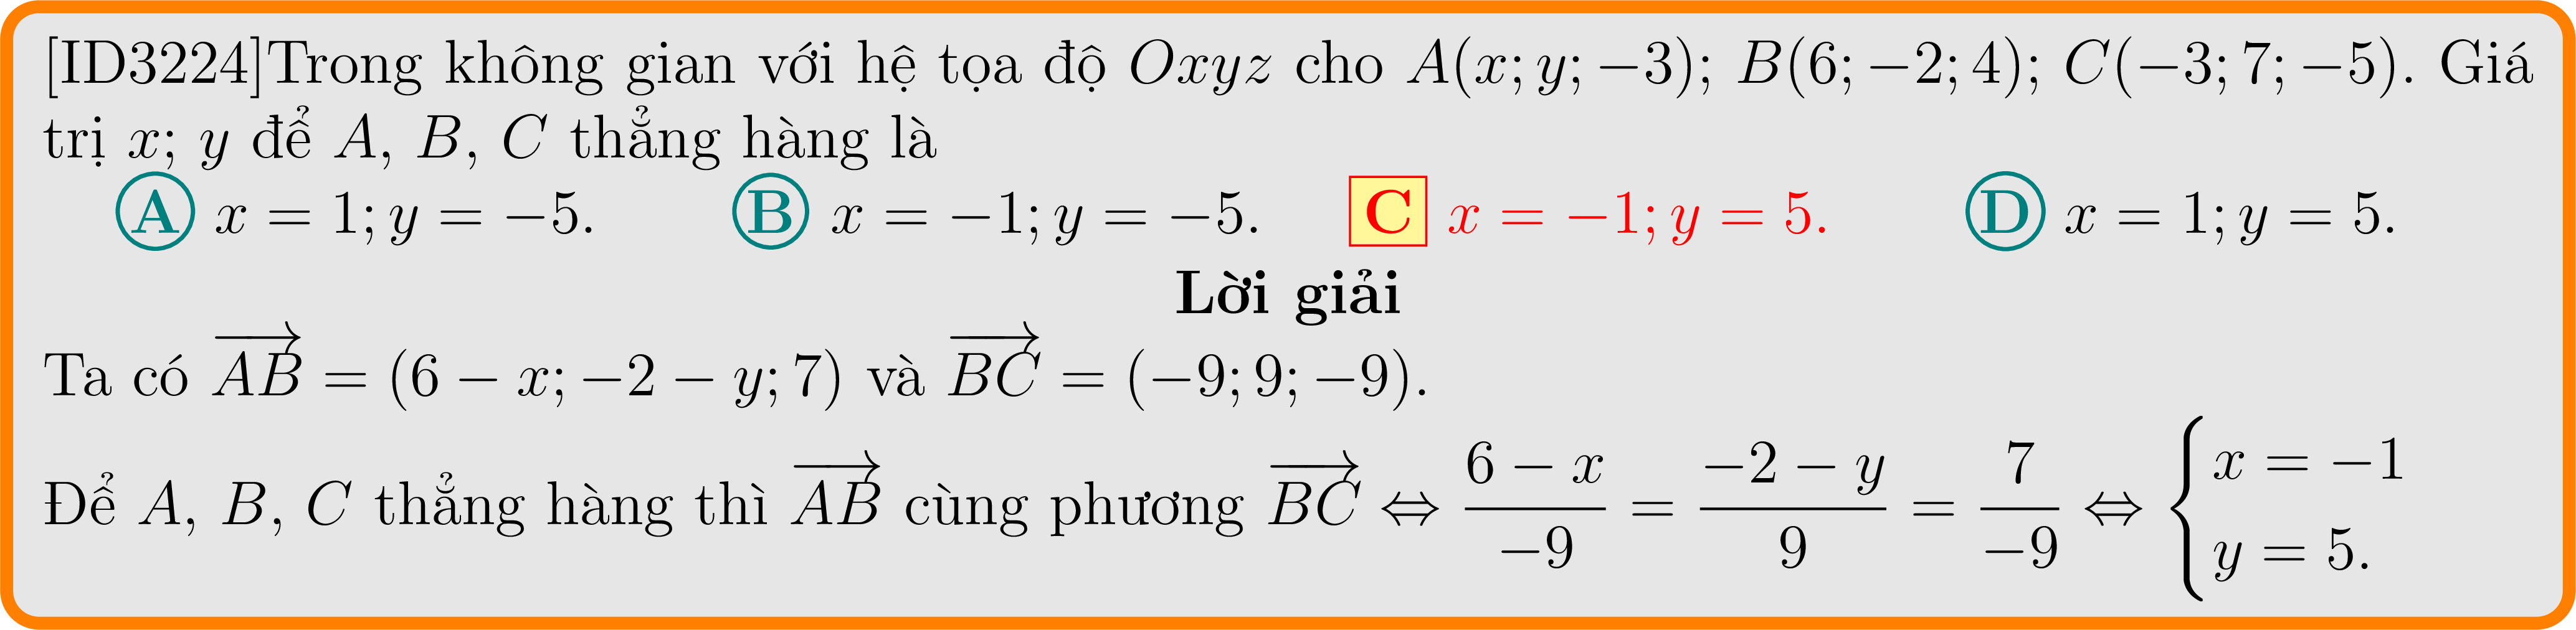 [ID3224]Trong không gian với hệ tọa độ Oxyz cho A(x; y; −3); B(6; −2; 4); C(−3; 7; −5). Giá
trị x; y để A, B, C thẳng hàng là
A x = 1; y = −5. B x = −1; y = −5. C x = −1; y = 5. D x = 1; y = 5.
Lời giải
Ta có $\overrightarrow{AB}$ = (6 − x; −2 − y; 7) và $\overrightarrow{BC}$ = (−9; 9; −9).
Để A, B, C thẳng hàng thì $\overrightarrow{AB}$ cùng phương $\overrightarrow{BC}$ ⇔ $\frac{6 − x}{−9} = \frac{−2 − y}{9} = \frac{7}{−9}$ ⇔ $\begin{cases} x = −1 \\ y = 5. \end{cases}$